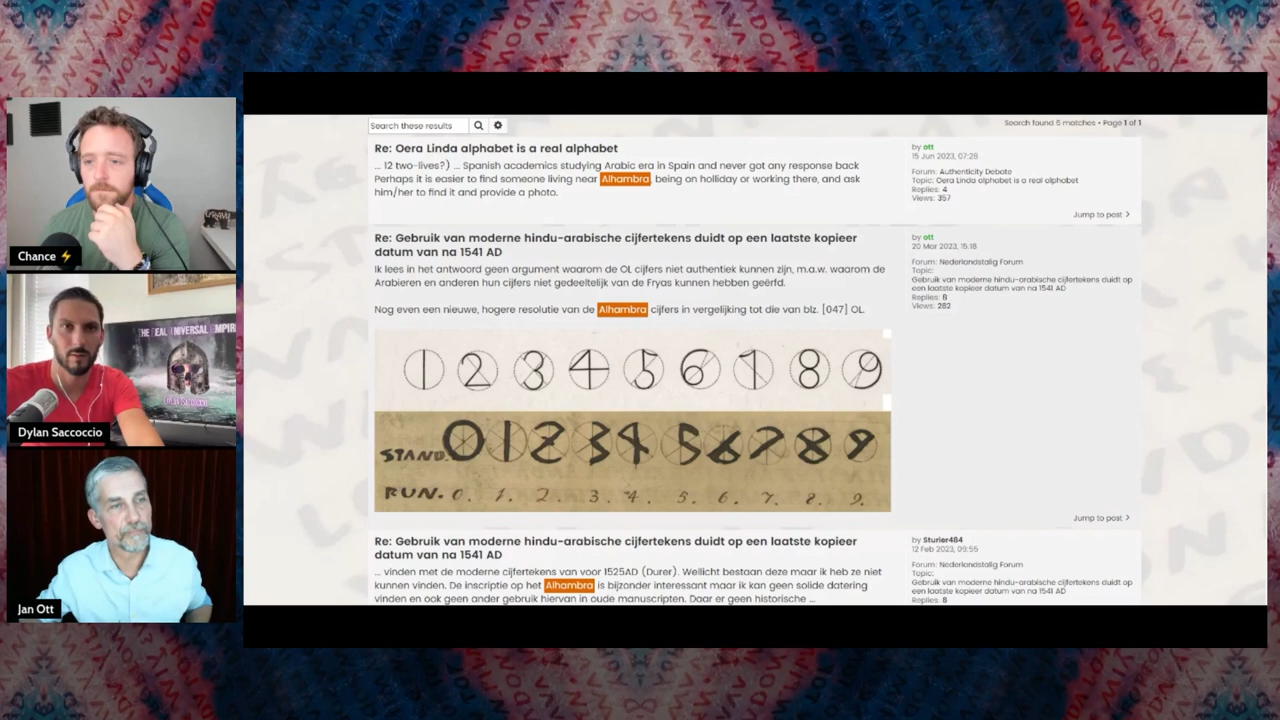 Search these results
Search found 6 matches • Page 1 of 1
Re: Oera Linda alphabet is a real alphabet
... 12 two-lives?) ... Spanish academics studying Arabic era in Spain and never got any response back
Perhaps it is easier to find someone living near Alhambra, being on holliday or working there, and ask
him/her to find it and provide a photo.
by ott
15 Jun 2023, 07:28
Forum: Authenticity Debate
Topic: Oera Linda alphabet is a real alphabet
Replies: 4
Views: 357
Jump to post
Re: Gebruik van moderne hindu-arabische cijfertekens duidt op een laatste kopieer
datum van na 1541 AD
Ik lees in het antwoord geen argument waarom de OL cijfers niet authentiek kunnen zijn, m.a.w. waarom de
Arabieren en anderen hun cijfers niet gedeeltelijk van de Fryas kunnen hebben geërfd.
Nog even een nieuwe, hogere resolutie van de Alhambra cijfers in vergelijking tot die van blz. [047] OL.
by ott
20 Mar 2023, 15:18
Forum: Nederlandstalig Forum
Topic:
Gebruik van moderne hindu-arabische cijfertekens duidt op
een laatste kopieer datum van na 1541 AD
Replies: 8
Views: 282
1 2 3 4 5 6 7 8 9
STAND. 0 1 2 3 4 5 6 7 8 9
RUN. 0. 1. 2. 3. 4. 5. 6. 7. 8. 9.
Jump to post
Re: Gebruik van moderne hindu-arabische cijfertekens duidt op een laatste kopieer
datum van na 1541 AD
... vinden met de moderne cijfertekens van voor 1525AD (Durer). Wellicht bestaan deze maar ik heb ze niet
kunnen vinden. De inscriptie op het Alhambra is bijzonder interessant maar ik kan geen solide datering
vinden en ook geen ander gebruik hiervan in oude manuscripten. Daar er geen historische ...
by Sturier484
12 Feb 2023, 09:55
Forum: Nederlandstalig Forum
Topic:
Gebruik van moderne hindu-arabische cijfertekens duidt op
een laatste kopieer datum van na 1541 AD
Replies: 8
Chance
THE REAL UNIVERSAL EMPIR
Dylan Saccoccio
Jan Ott